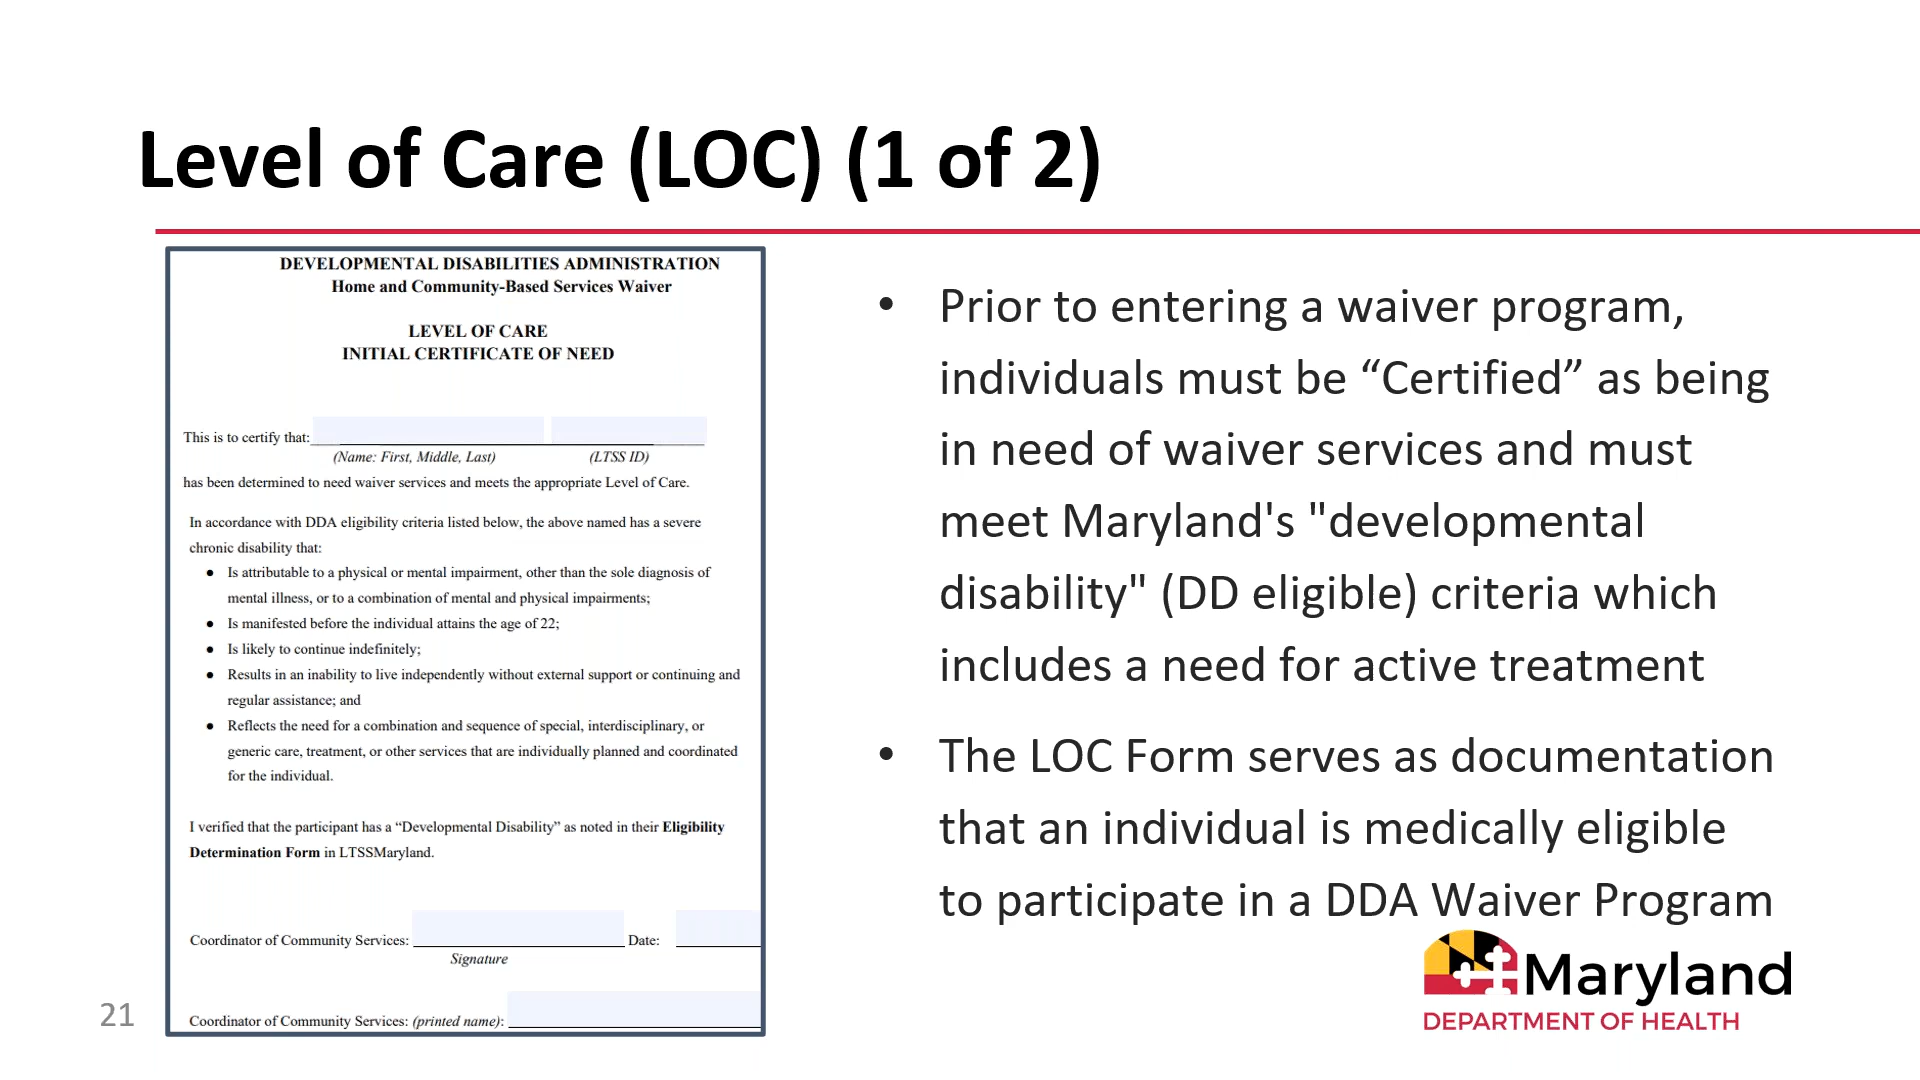 Level of Care (LOC) (1 of 2)
DEVELOPMENTAL DISABILITIES ADMINISTRATION
Home and Community-Based Services Waiver
LEVEL OF CARE
INITIAL CERTIFICATE OF NEED
This is to certify that:
(Name: First, Middle, Last) (LTSS ID)
has been determined to need waiver services and meets the appropriate Level of Care.
In accordance with DDA eligibility criteria listed below, the above named has a severe
chronic disability that:
● Is attributable to a physical or mental impairment, other than the sole diagnosis of
mental illness, or to a combination of mental and physical impairments;
● Is manifested before the individual attains the age of 22;
● Is likely to continue indefinitely;
● Results in an inability to live independently without external support or continuing and
regular assistance; and
● Reflects the need for a combination and sequence of special, interdisciplinary, or
generic care, treatment, or other services that are individually planned and coordinated
for the individual.
I verified that the participant has a “Developmental Disability” as noted in their Eligibility
Determination Form in LTSSMaryland.
Coordinator of Community Services: Date:
Signature
Coordinator of Community Services: (printed name):
• Prior to entering a waiver program,
individuals must be “Certified” as being
in need of waiver services and must
meet Maryland's "developmental
disability" (DD eligible) criteria which
includes a need for active treatment
• The LOC Form serves as documentation
that an individual is medically eligible
to participate in a DDA Waiver Program
Maryland
DEPARTMENT OF HEALTH
21